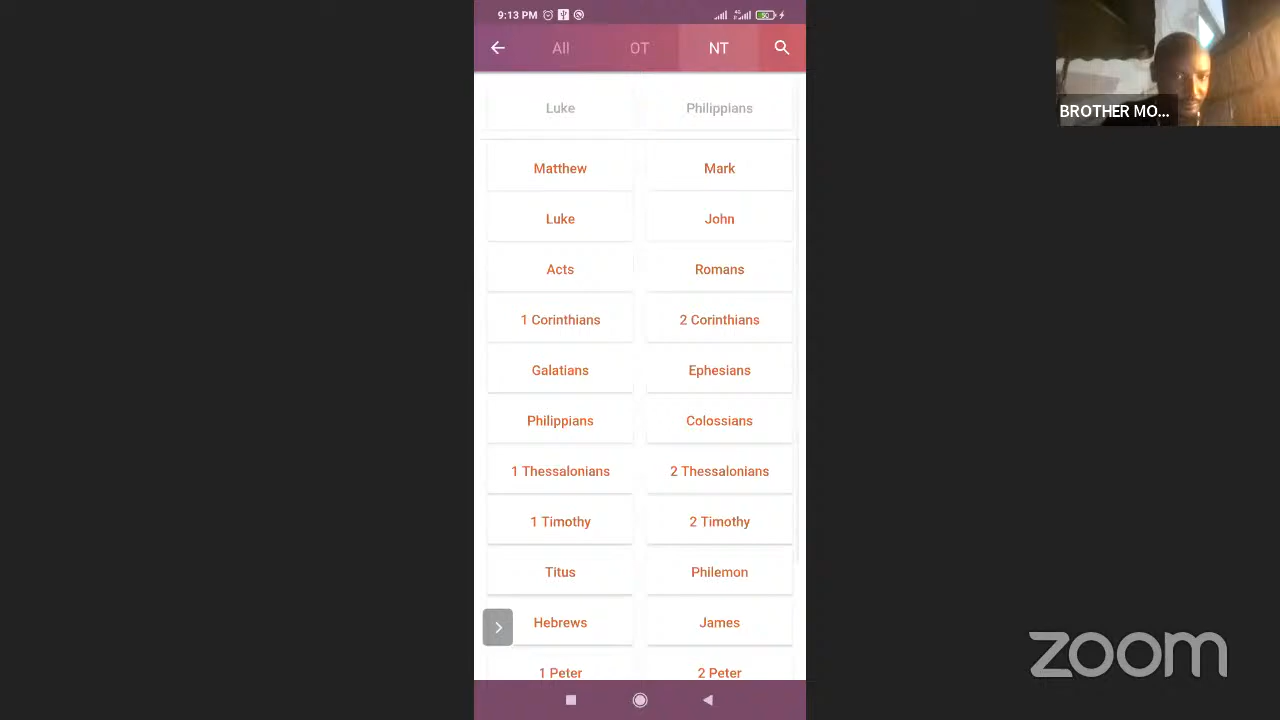 9:13 PM
4G
50
All OT NT
Luke Philippians
Matthew Mark
Luke John
Acts Romans
1 Corinthians 2 Corinthians
Galatians Ephesians
Philippians Colossians
1 Thessalonians 2 Thessalonians
1 Timothy 2 Timothy
Titus Philemon
Hebrews James
1 Peter 2 Peter
BROTHER MO...
zoom